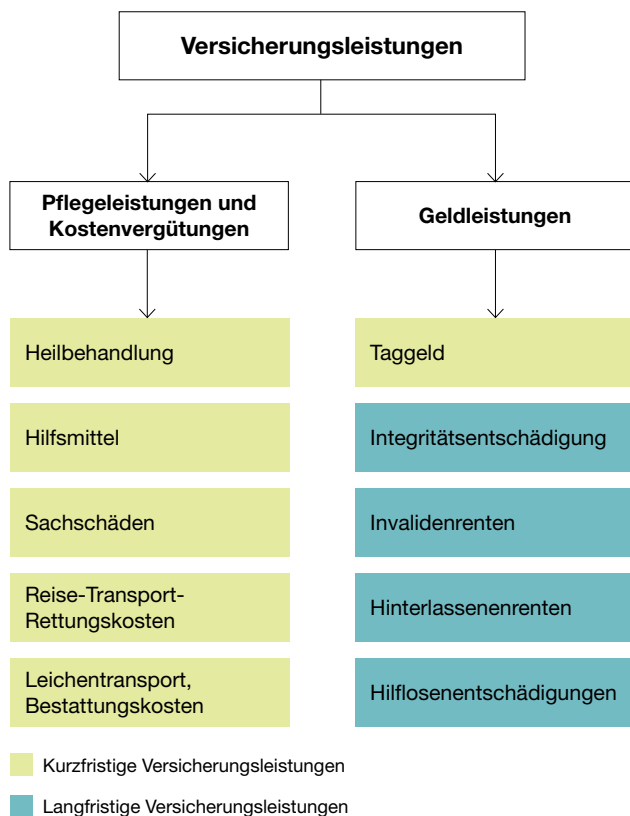 Versicherungsleistungen
Pflegeleistungen und
Kostenvergütungen
Geldleistungen
Heilbehandlung
Taggeld
Hilfsmittel
Integritätsentschädigung
Sachschäden
Invalidenrenten
Reise-Transport-
Rettungskosten
Hinterlassenenrenten
Leichentransport,
Bestattungskosten
Hilflosenentschädigungen
Kurzfristige Versicherungsleistungen
Langfristige Versicherungsleistungen